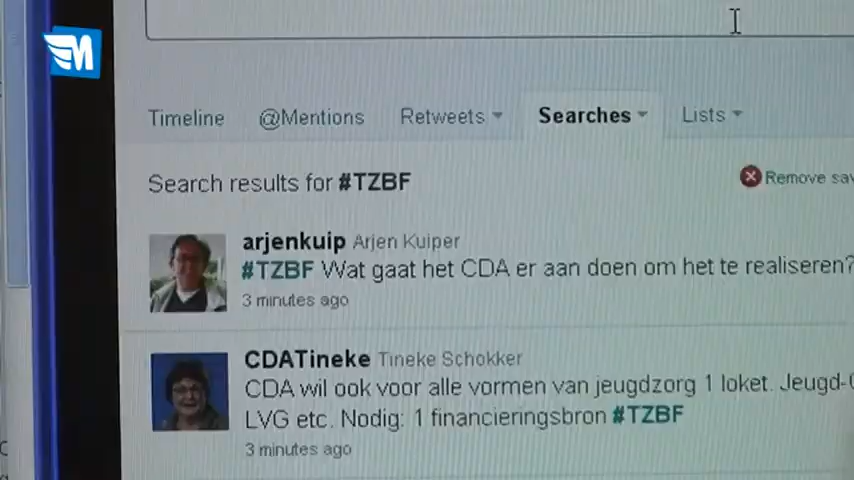 M
Timeline @Mentions Retweets Searches Lists
Search results for #TZBF
Remove sav
arjenkuip Arjen Kuiper
#TZBF Wat gaat het CDA er aan doen om het te realiseren?
3 minutes ago
CDATineke Tineke Schokker
CDA wil ook voor alle vormen van jeugdzorg 1 loket. Jeugd-
LVG etc. Nodig: 1 financieringsbron #TZBF
3 minutes ago